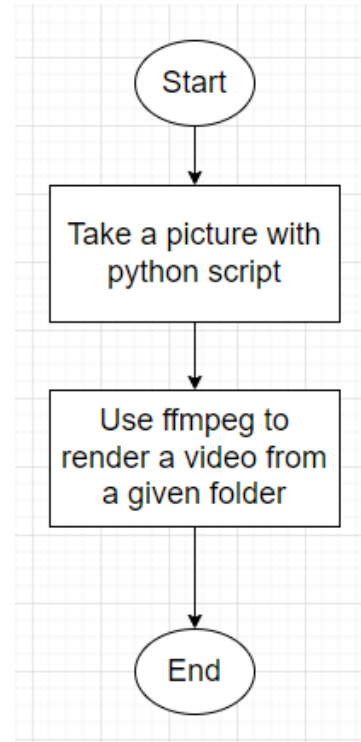 Start
Take a picture with
python script
Use ffmpeg to
render a video from
a given folder
End